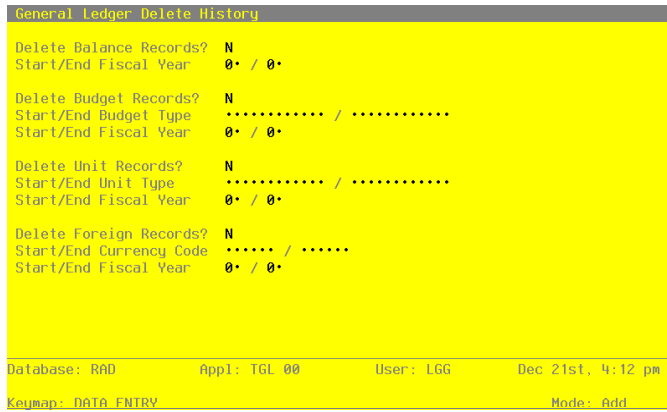 General Ledger Delete History
Delete Balance Records? N
Start/End Fiscal Year 0• / 0•
Delete Budget Records? N
Start/End Budget Type •••••••••••• / ••••••••••••
Start/End Fiscal Year 0• / 0•
Delete Unit Records? N
Start/End Unit Type •••••••••••• / ••••••••••••
Start/End Fiscal Year 0• / 0•
Delete Foreign Records? N
Start/End Currency Code •••••• / ••••••
Start/End Fiscal Year 0• / 0•
Database: RAD Appl: TGL 00 User: LGG Dec 21st, 4:12 pm
Keymap: DATA ENTRY Mode: Add